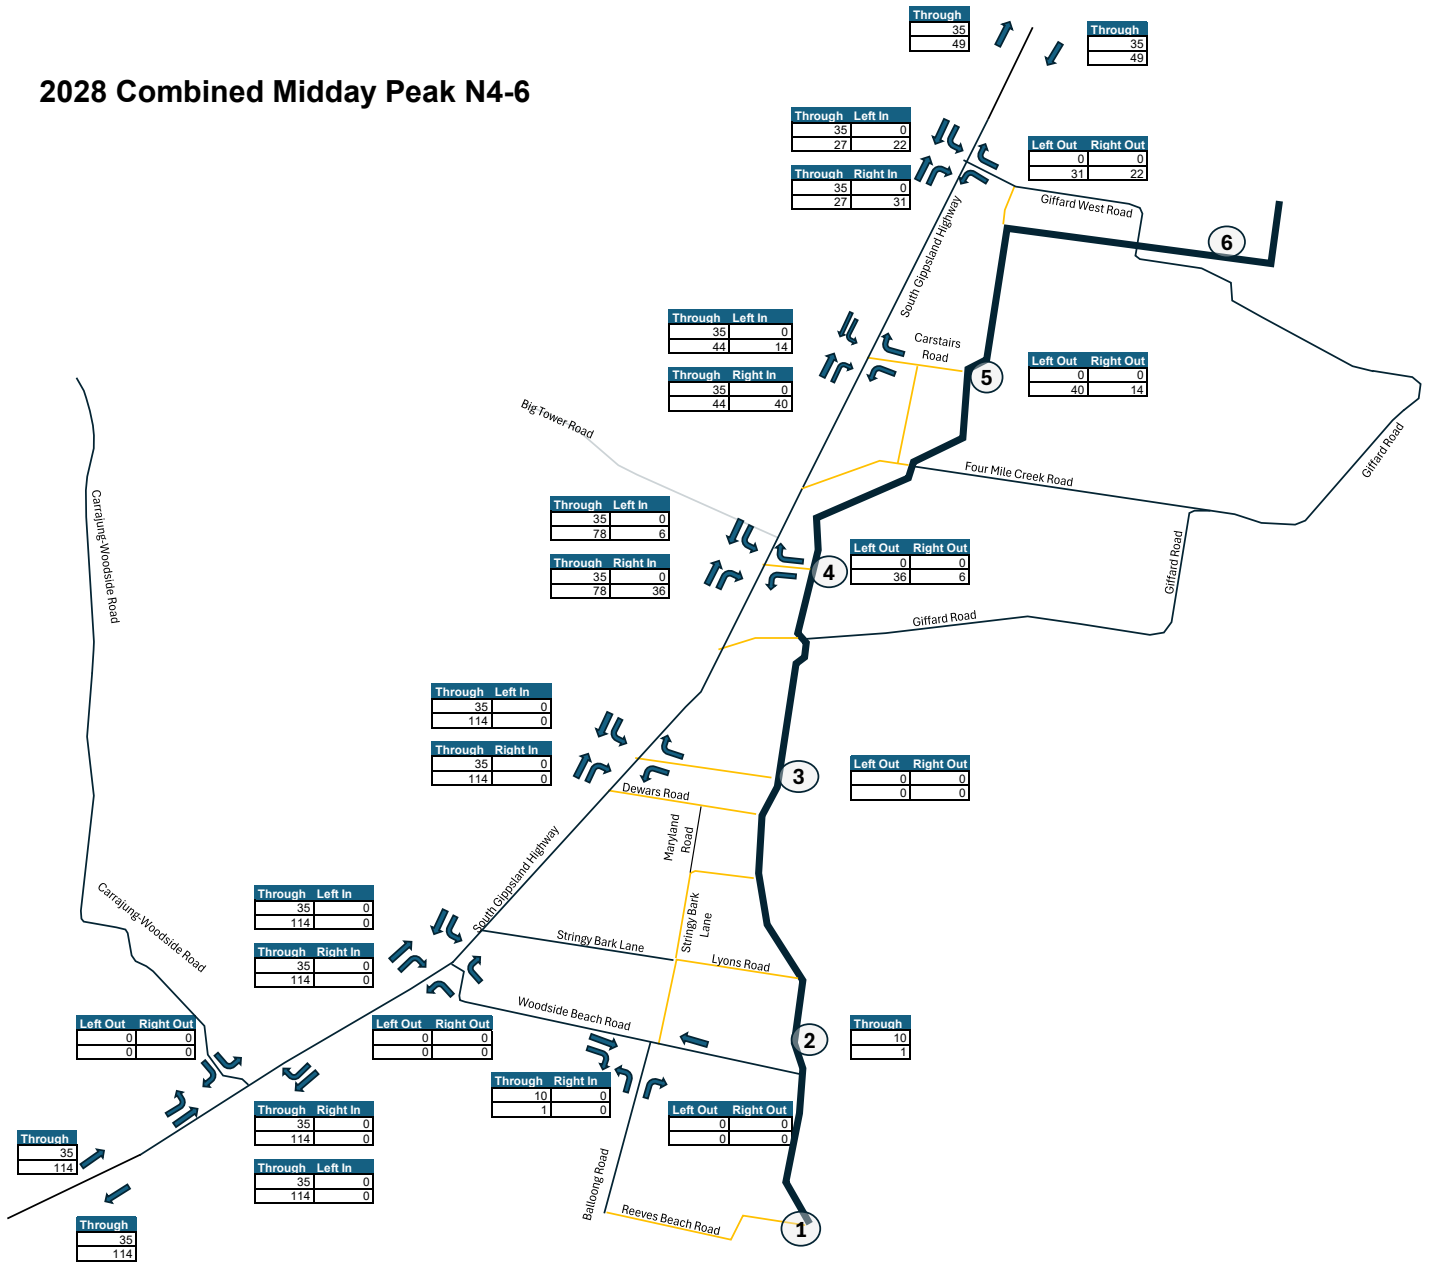 Through
35
49
Through
35
49
2028 Combined Midday Peak N4-6
Through Left In
35 0
27 22
Left Out Right Out
0 0
31 22
Through Right In
35 0
27 31
Giffard West Road
South Gippsland Highway
6
Through Left In
35 0
44 14
Carstairs
Road
Left Out Right Out
0 0
40 14
5
Through Right In
35 0
44 40
Big Tower Road
Giffard Road
Four Mile Creek Road
Carrajung-Woodside Road
Through Left In
35 0
78 6
Left Out Right Out
0 0
36 6
4
Through Right In
35 0
78 36
Giffard Road
Giffard Road
Through Left In
35 0
114 0
Through Right In
35 0
114 0
3
Left Out Right Out
0 0
0 0
Dewars Road
Maryland
Road
South Gippsland Highway
Through Left In
35 0
114 0
Carrajung-Woodside Road
Stringy Bark
Lane
Stringy Bark Lane
Lyons Road
Through Right In
35 0
114 0
Woodside Beach Road
Left Out Right Out
0 0
0 0
Left Out Right Out
0 0
0 0
2
Through
10
1
Through Right In
10 0
1 0
Through Right In
35 0
114 0
Left Out Right Out
0 0
0 0
Through
35
114
Through Left In
35 0
114 0
Balloong Road
Reeves Beach Road
1
Through
35
114